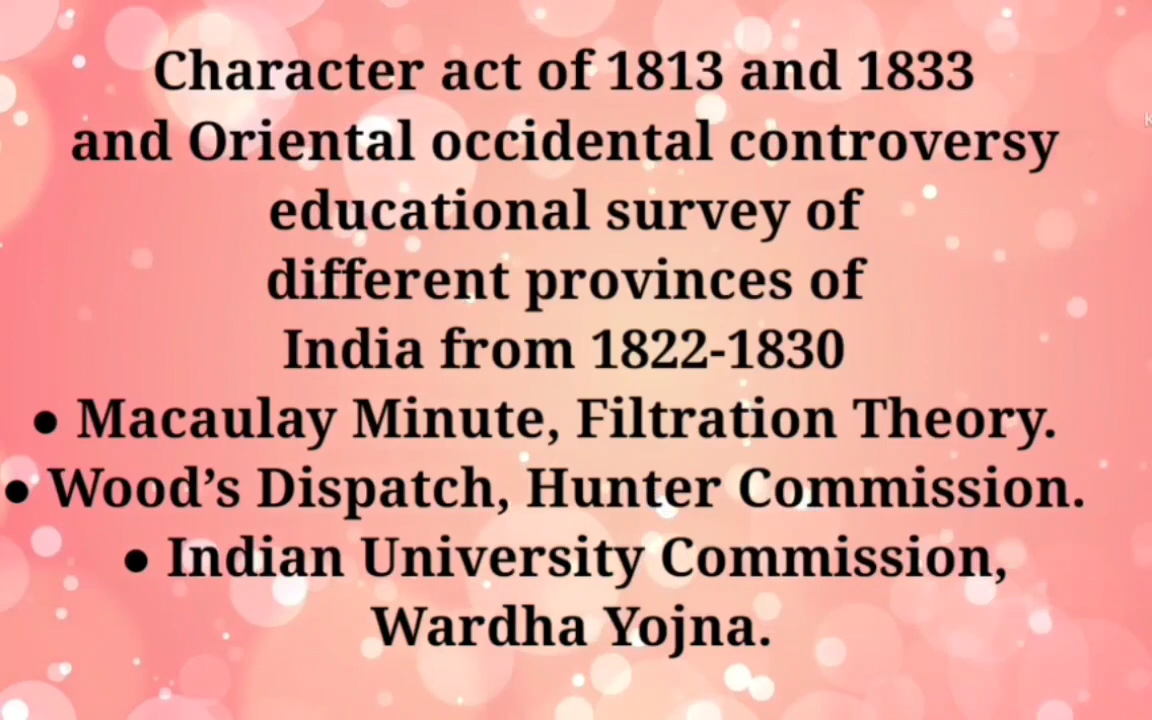 Character act of 1813 and 1833
and Oriental occidental controversy
educational survey of
different provinces of
India from 1822-1830
● Macaulay Minute, Filtration Theory.
● Wood’s Dispatch, Hunter Commission.
● Indian University Commission,
Wardha Yojna.